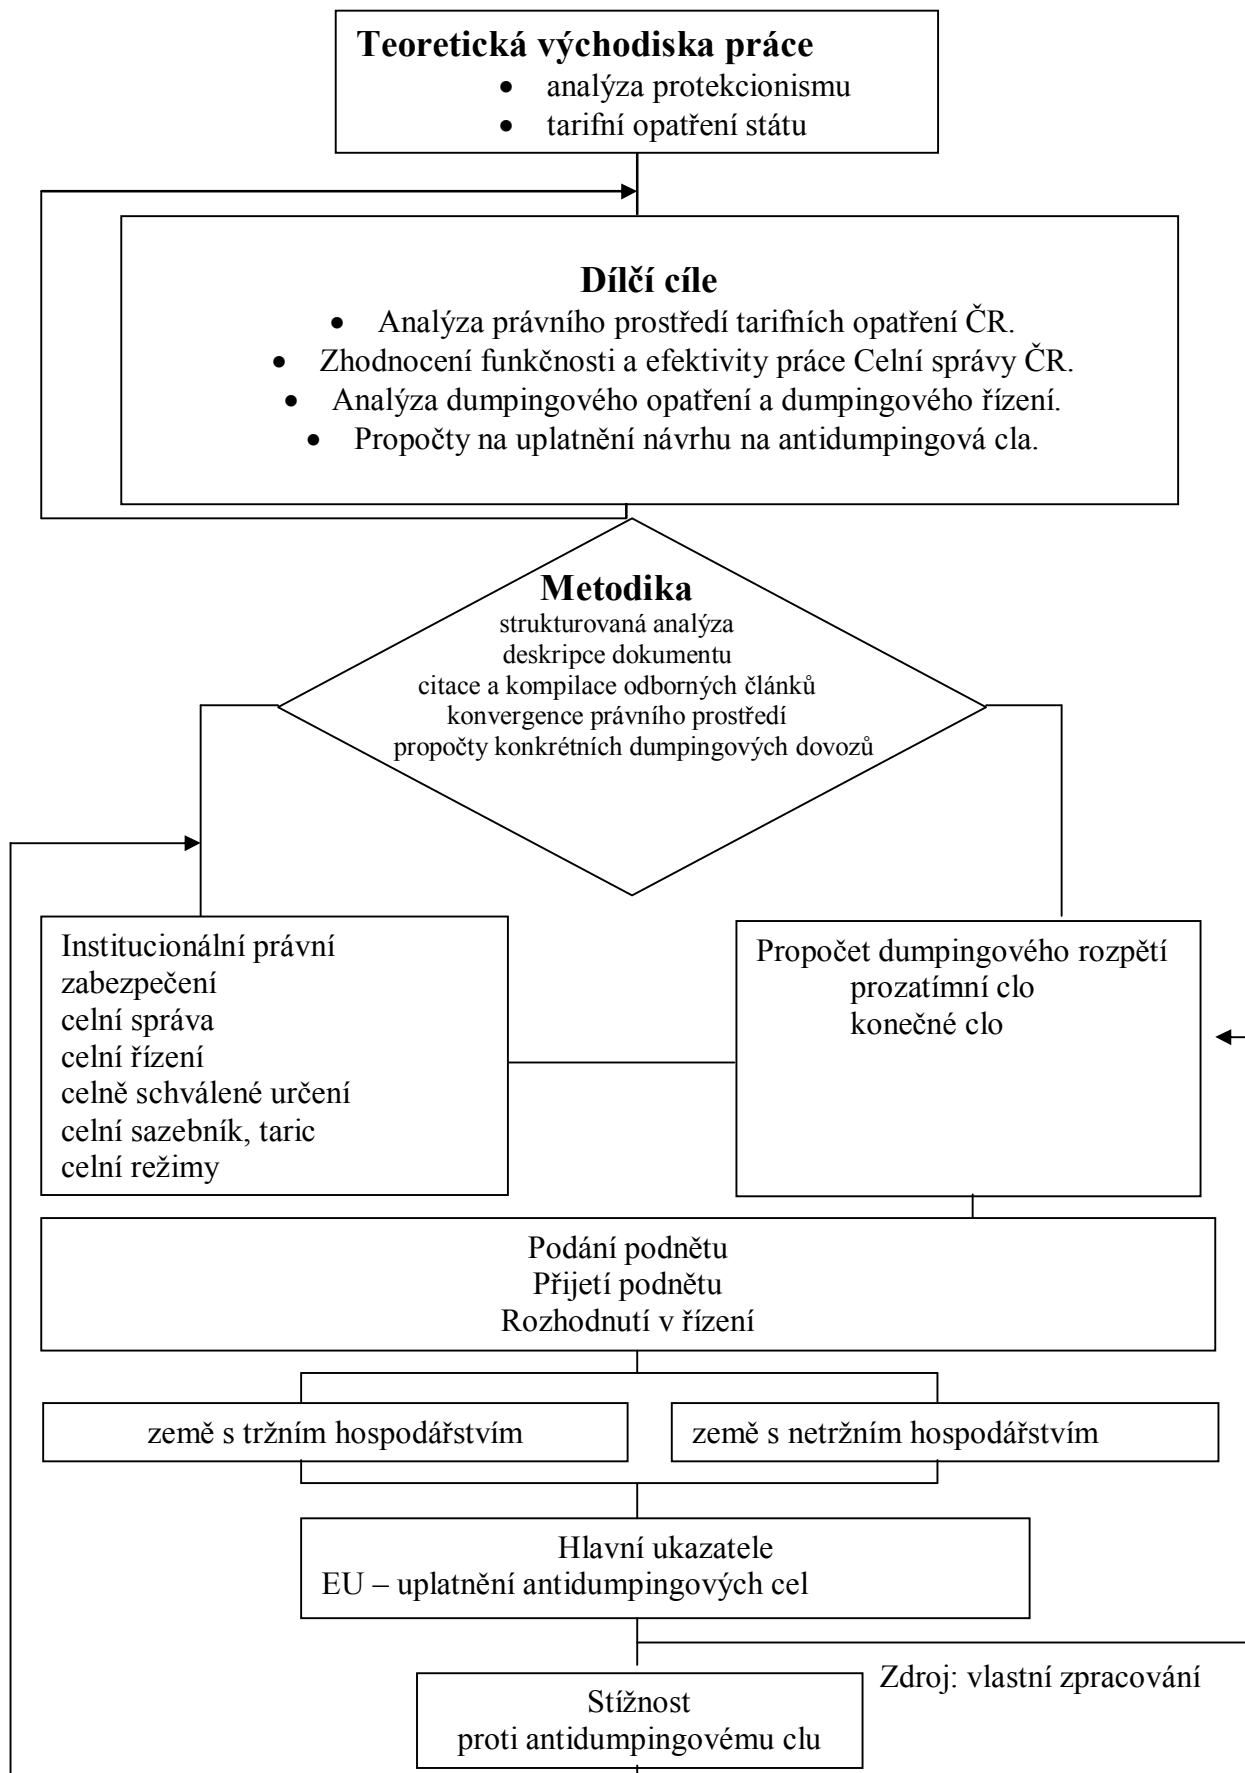 Teoretická východiska práce
• analýza protekcionismu
• tarifní opatření státu
Dílčí cíle
• Analýza právního prostředí tarifních opatření ČR.
• Zhodnocení funkčnosti a efektivity práce Celní správy ČR.
• Analýza dumpingového opatření a dumpingového řízení.
• Propočty na uplatnění návrhu na antidumpingová cla.
Metodika
strukturovaná analýza
deskripce dokumentu
citace a kompilace odborných článků
konvergence právního prostředí
propočty konkrétních dumpingových dovozů
Institucionální právní
zabezpečení
celní správa
celní řízení
celně schválené určení
celní sazebník, taric
celní režimy
Propočet dumpingového rozpětí
prozatímní clo
konečné clo
Podání podnětu
Přijetí podnětu
Rozhodnutí v řízení
země s tržním hospodářstvím
země s netržním hospodářstvím
Hlavní ukazatele
EU – uplatnění antidumpingových cel
Zdroj: vlastní zpracování
Stížnost
proti antidumpingovému clu